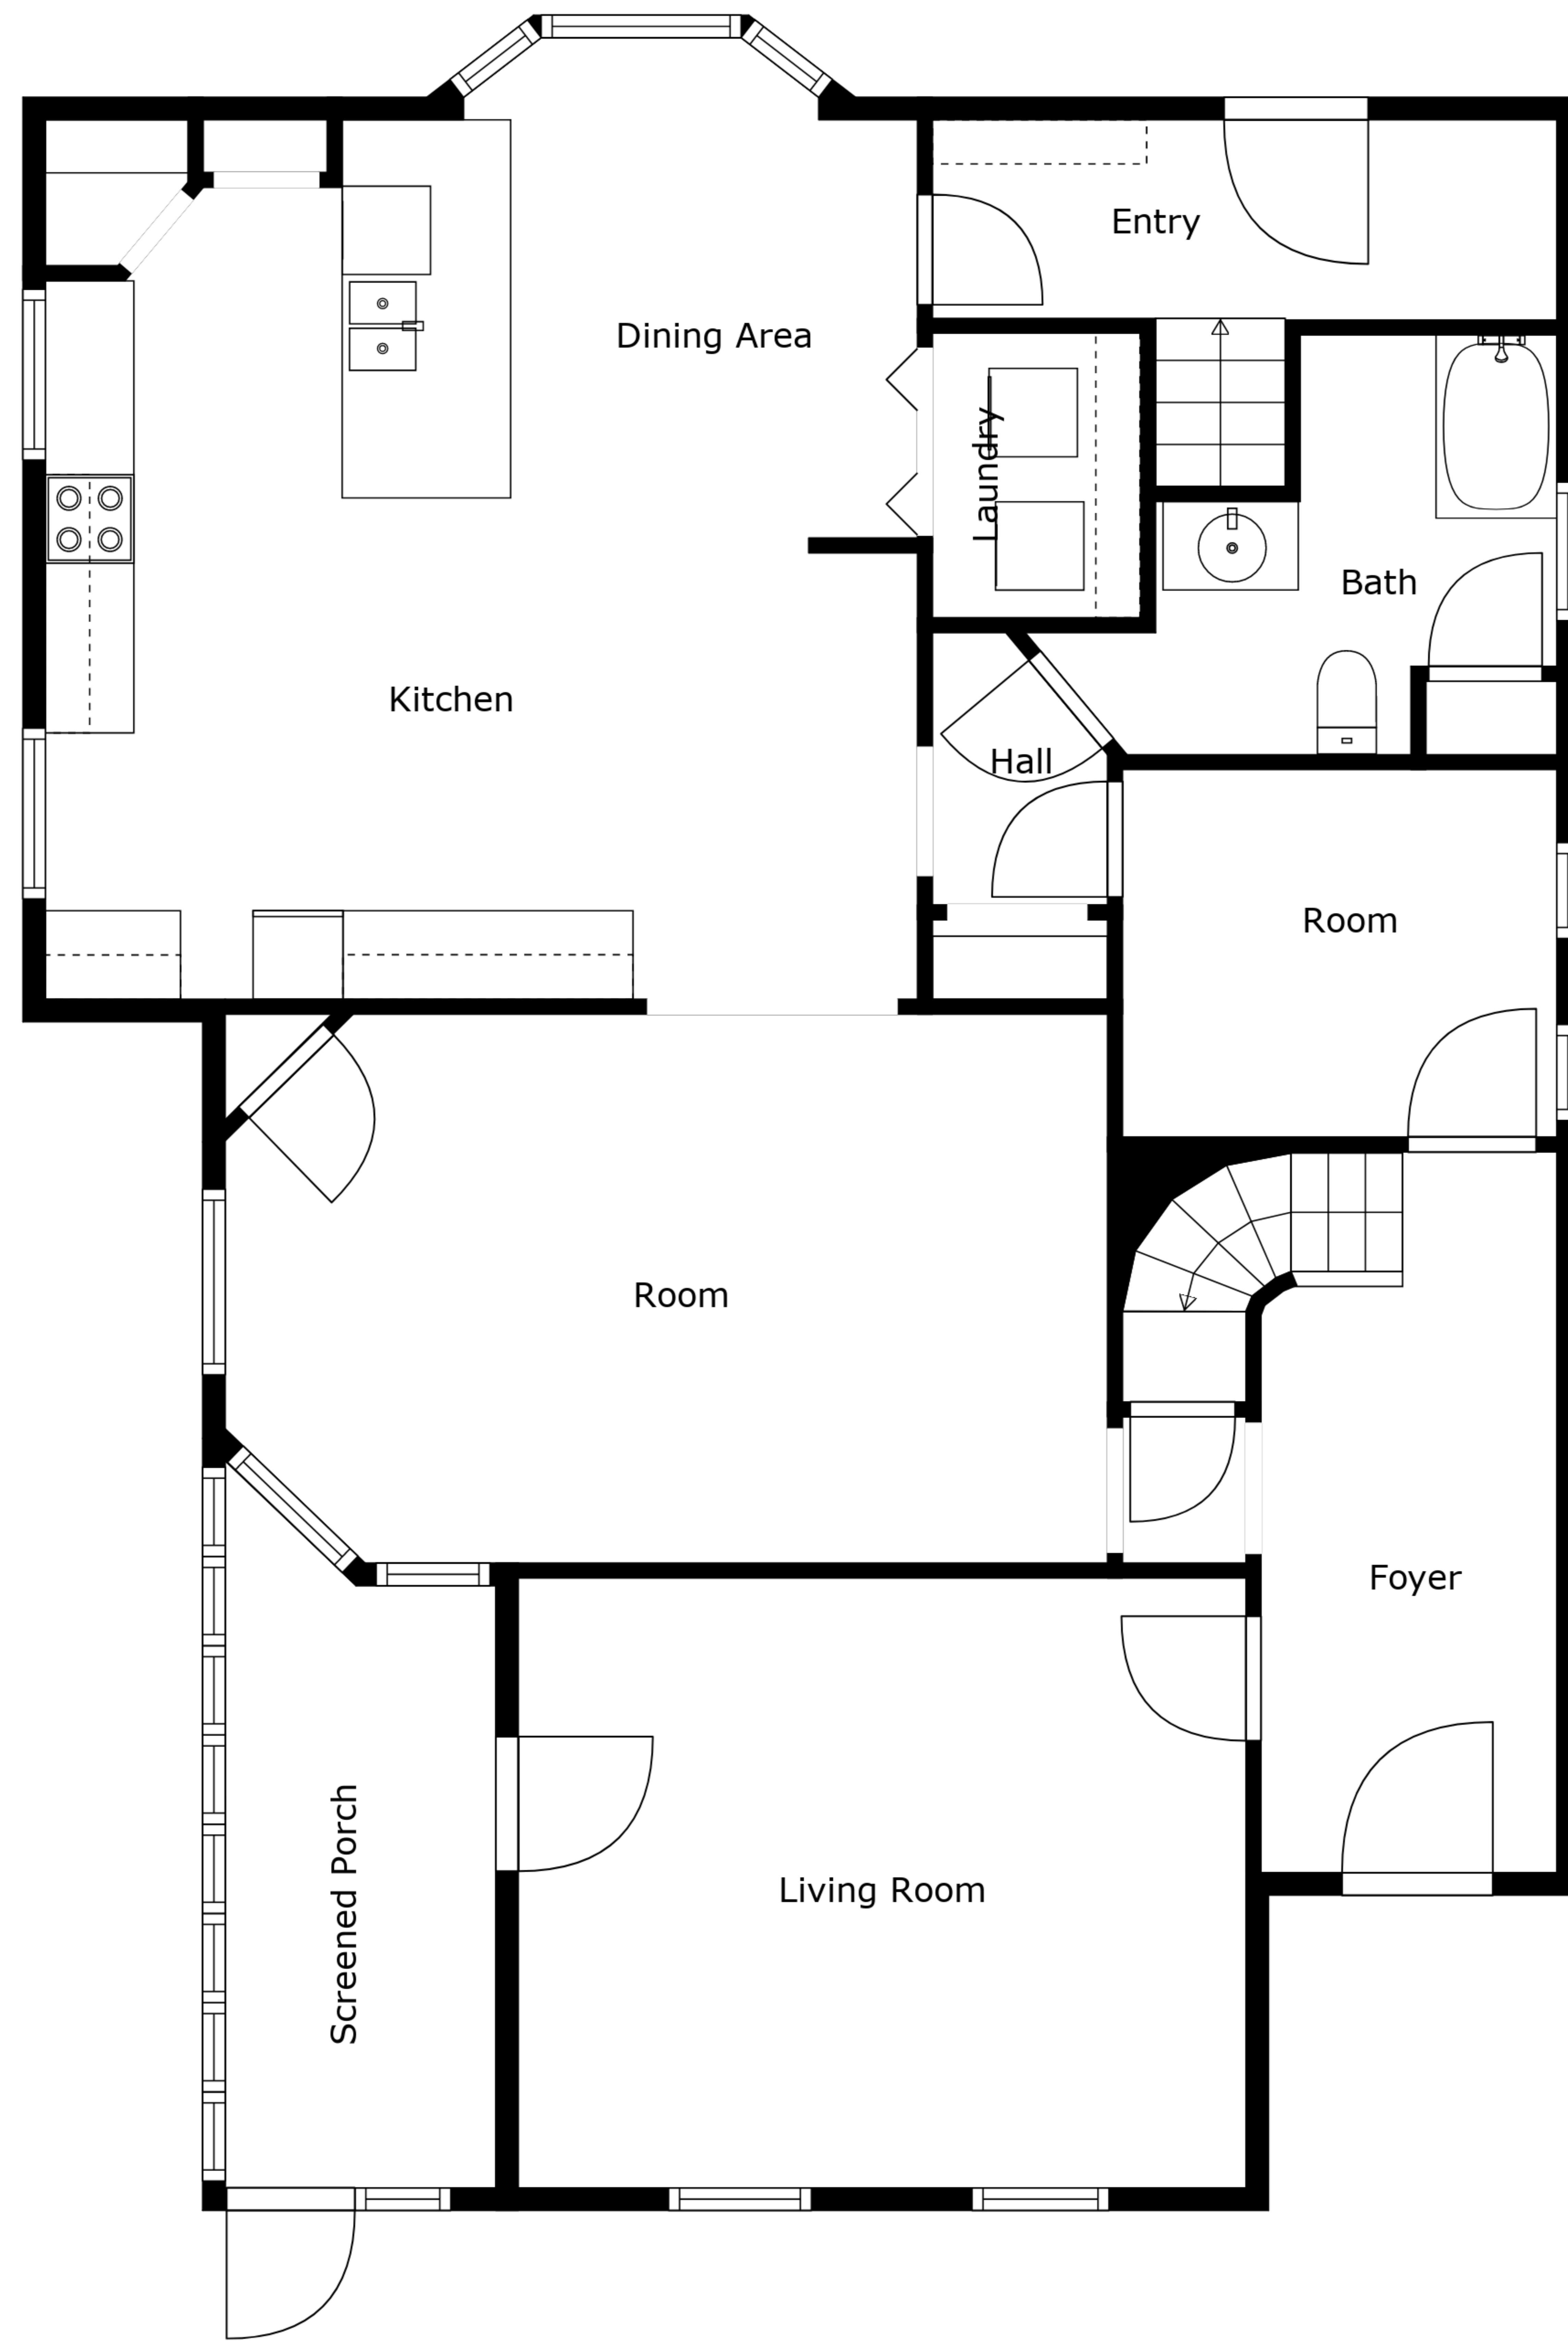 Entry
Dining Area
Laundry
Bath
Kitchen
Hall
Room
Room
Foyer
Screened Porch
Living Room